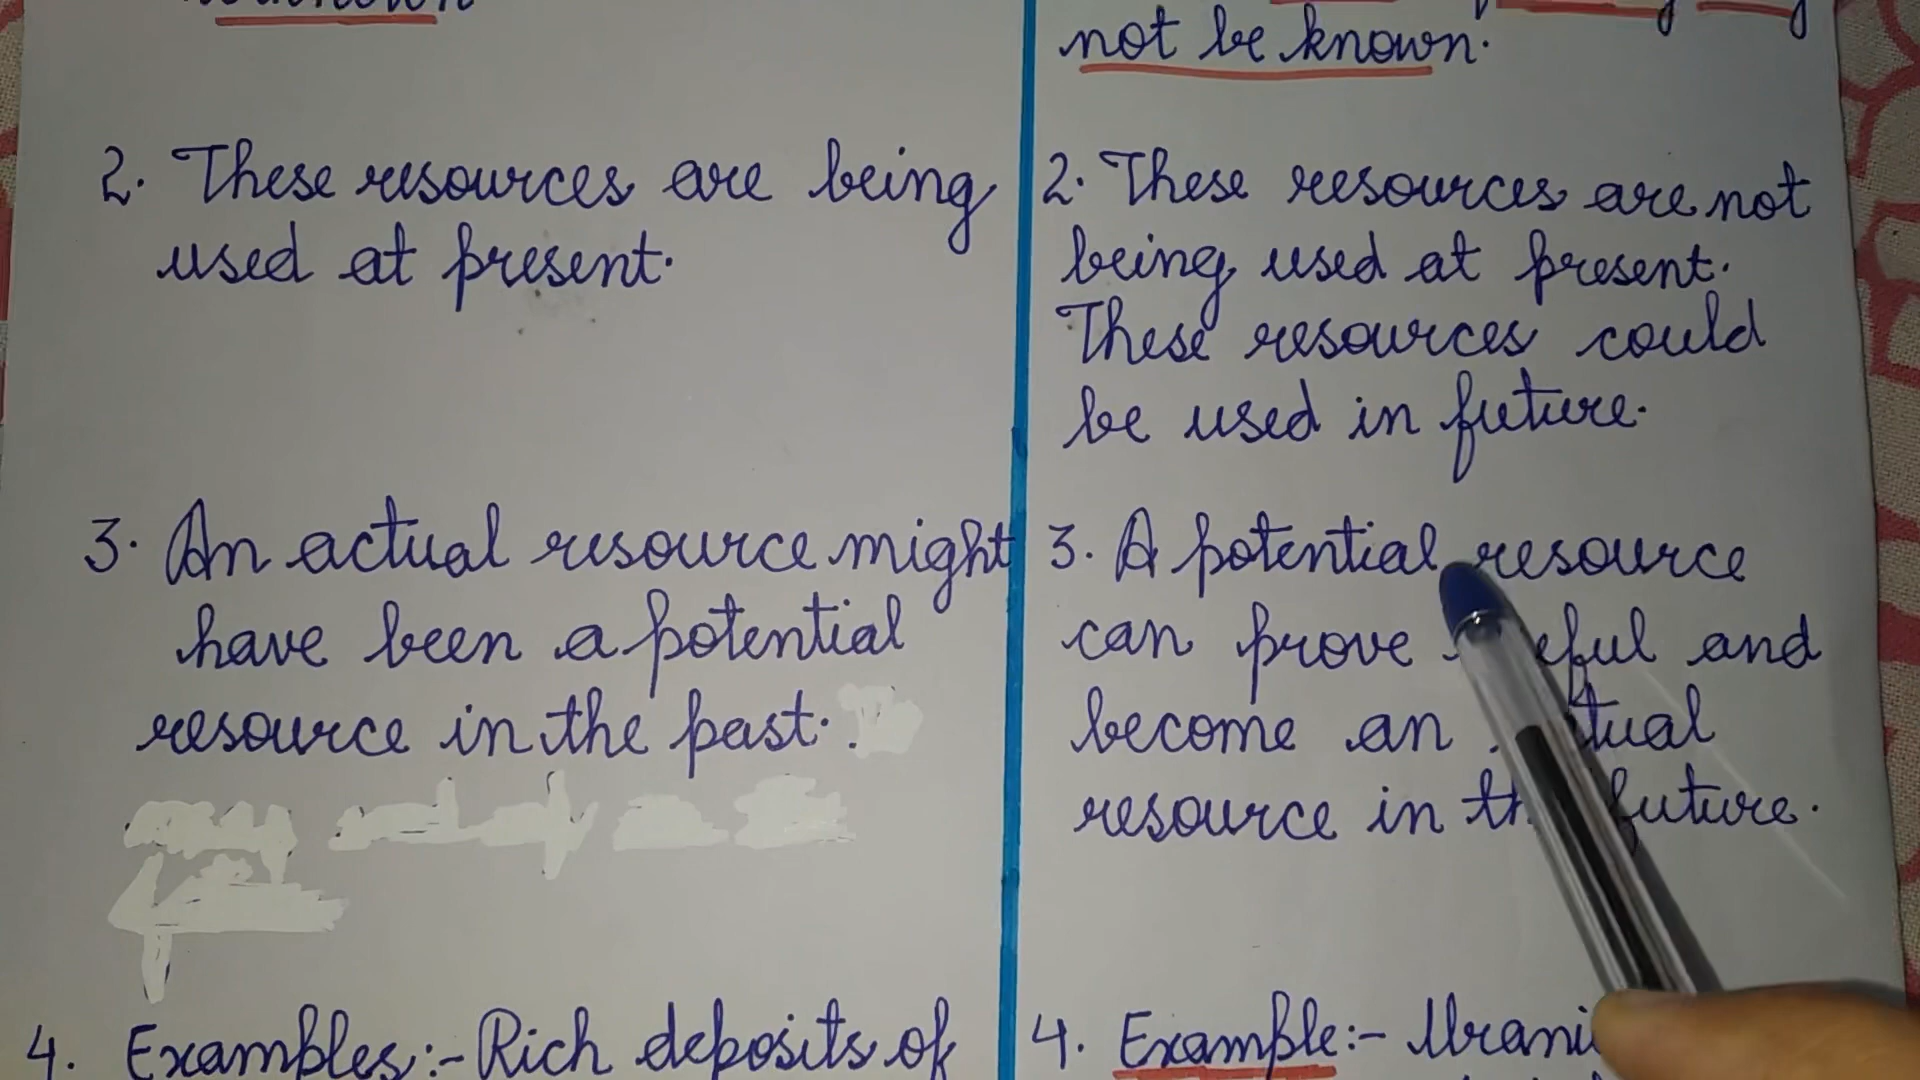 not be known.
2. These resources are being
used at present.
3. An actual resource might
have been a potential
resource in the past.
4. Examples:- Rich deposits of
2. These resources are not
being used at present.
These resources could
be used in future.
3. A potential resource
can prove and
become an
resource in future.
4. Example:-